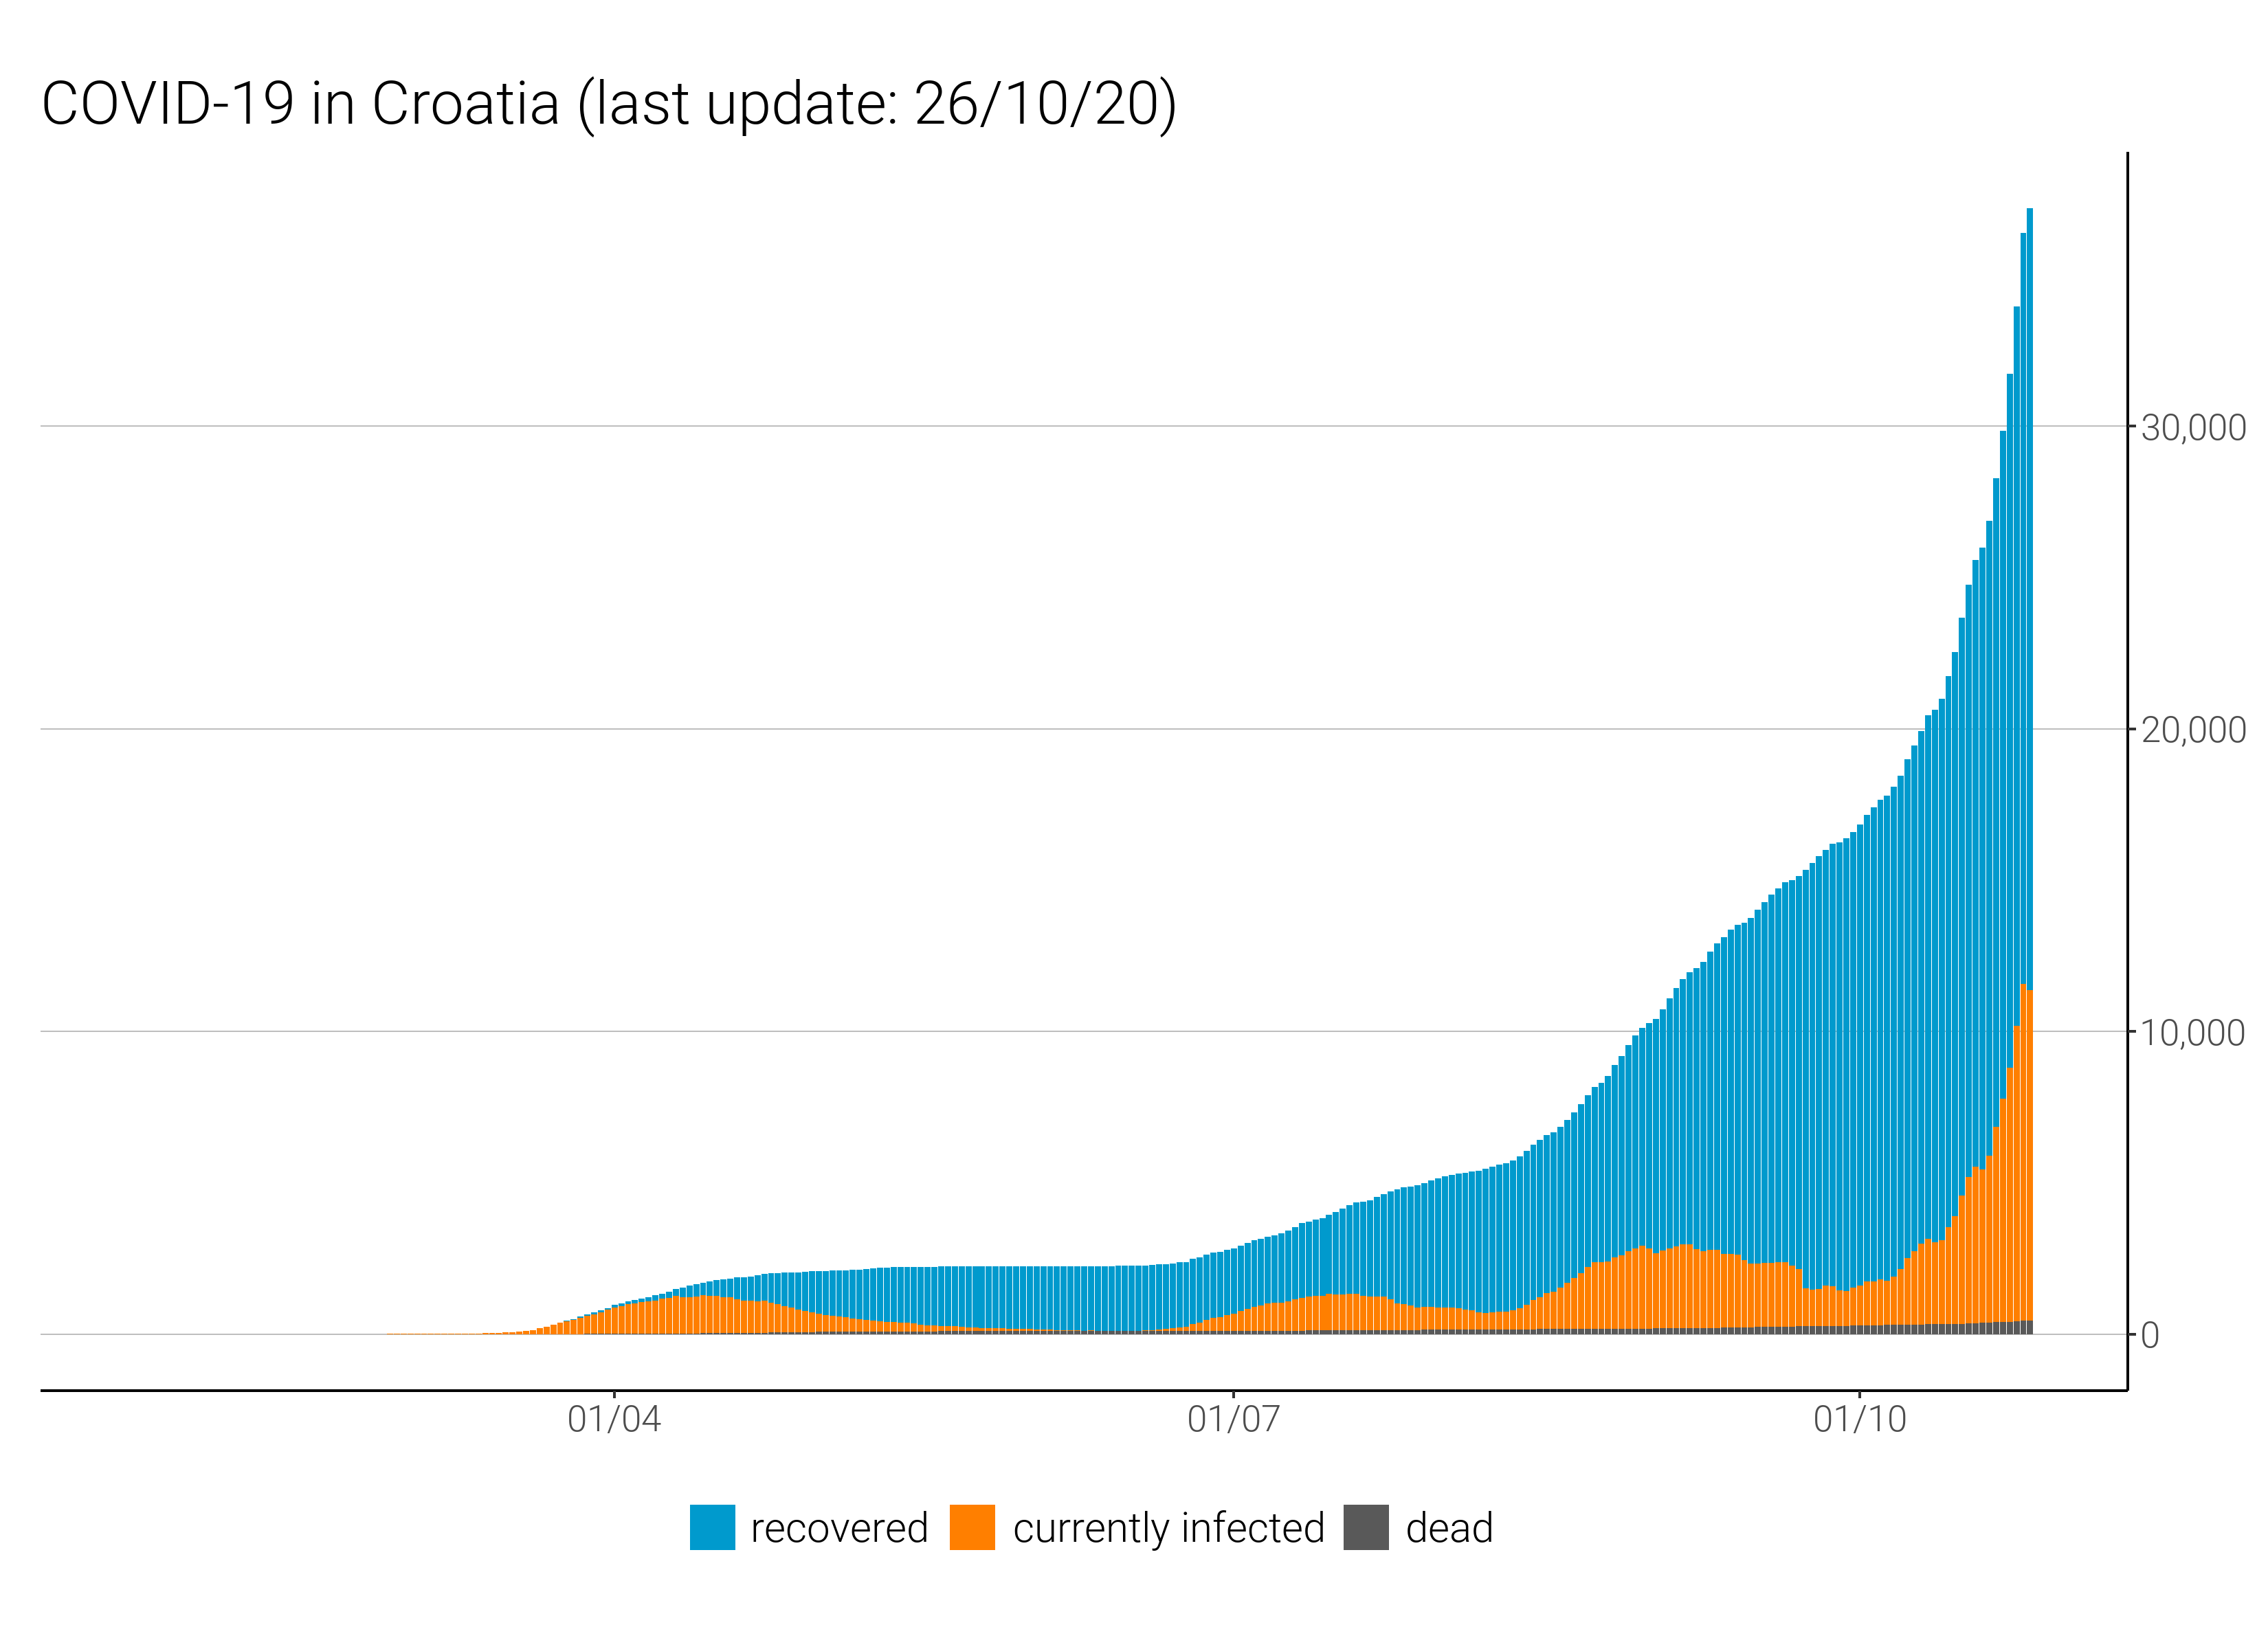 COVID-19 in Croatia (last update: 26/10/20)
30,000
20,000
10,000
0
01/04 01/07 01/10
recovered currently infected dead